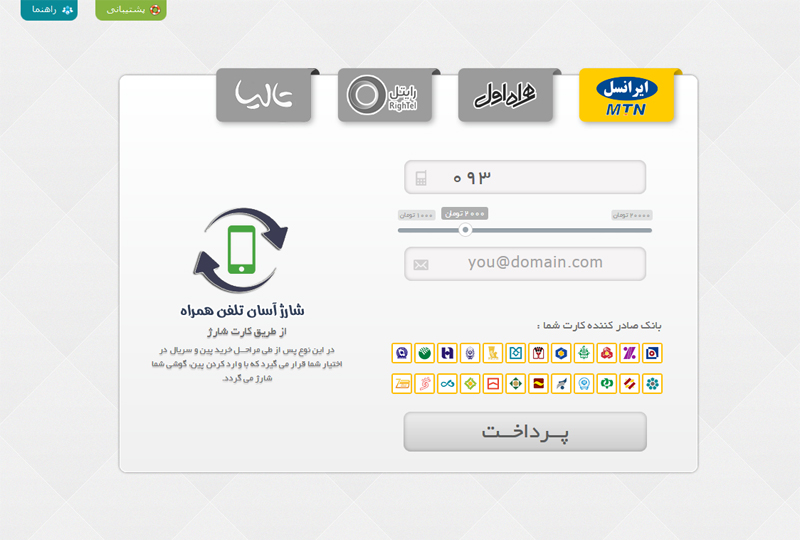 پشتیبانی
راهنما
ایرانسل
MTN
همراه اول
رایتل
RighTel
تالیا
۰۹۳
۲۰۰۰۰ تومان
۲۰۰۰ تومان
۱۰۰۰ تومان
you@domain.com
بانک صادر کننده کارت شما :
پـــرداخـــت
شارژ آسان تلفن همراه
از طریق کارت شارژ
در این نوع پس از طی مراحل خرید پین و سریال در
اختیار شما قرار می گیرد که با وارد کردن پین، گوشی شما
شارژ می گردد.